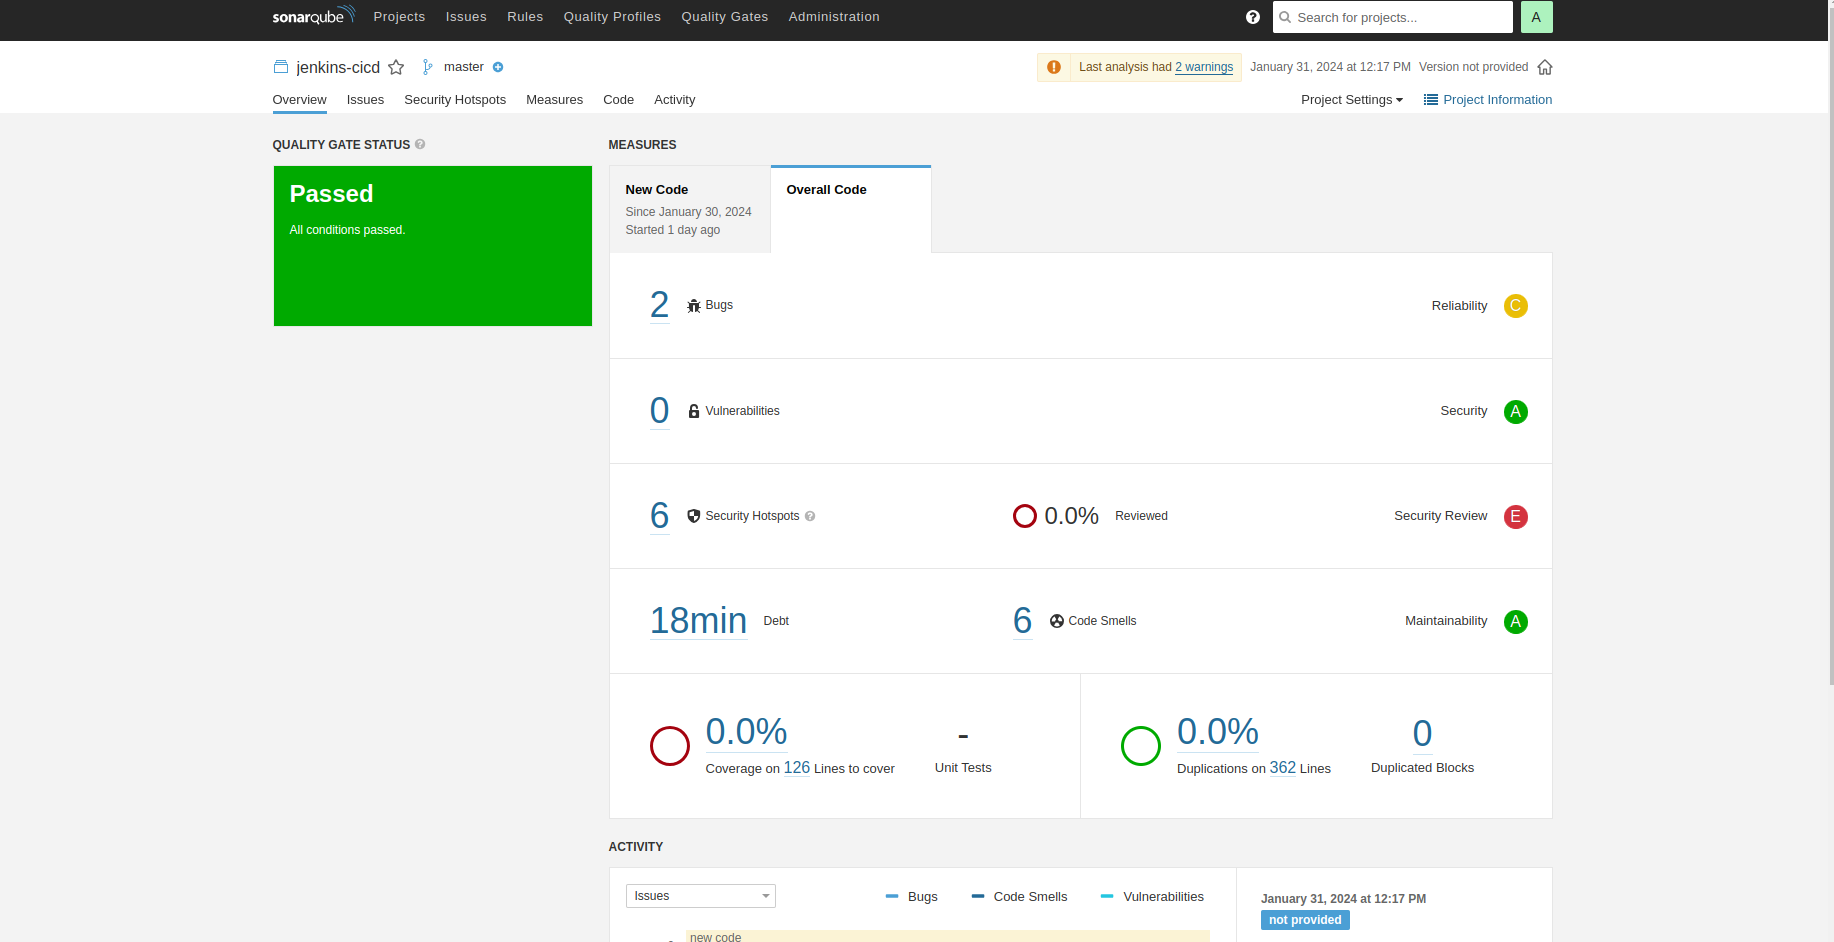 sonarqube Projects Issues Rules Quality Profiles Quality Gates Administration ? Search for projects... A
jenkins-cicd master Last analysis had 2 warnings January 31, 2024 at 12:17 PM Version not provided
Overview Issues Security Hotspots Measures Code Activity Project Settings Project Information
QUALITY GATE STATUS ? MEASURES
Passed
All conditions passed.
New Code
Since January 30, 2024
Started 1 day ago
Overall Code
2 Bugs Reliability C
0 Vulnerabilities Security A
6 Security Hotspots ? 0.0% Reviewed Security Review E
18min Debt 6 Code Smells Maintainability A
0.0%
Coverage on 126 Lines to cover
-
Unit Tests
0.0%
Duplications on 362 Lines
0
Duplicated Blocks
ACTIVITY
Issues Bugs Code Smells Vulnerabilities
new code
January 31, 2024 at 12:17 PM
not provided